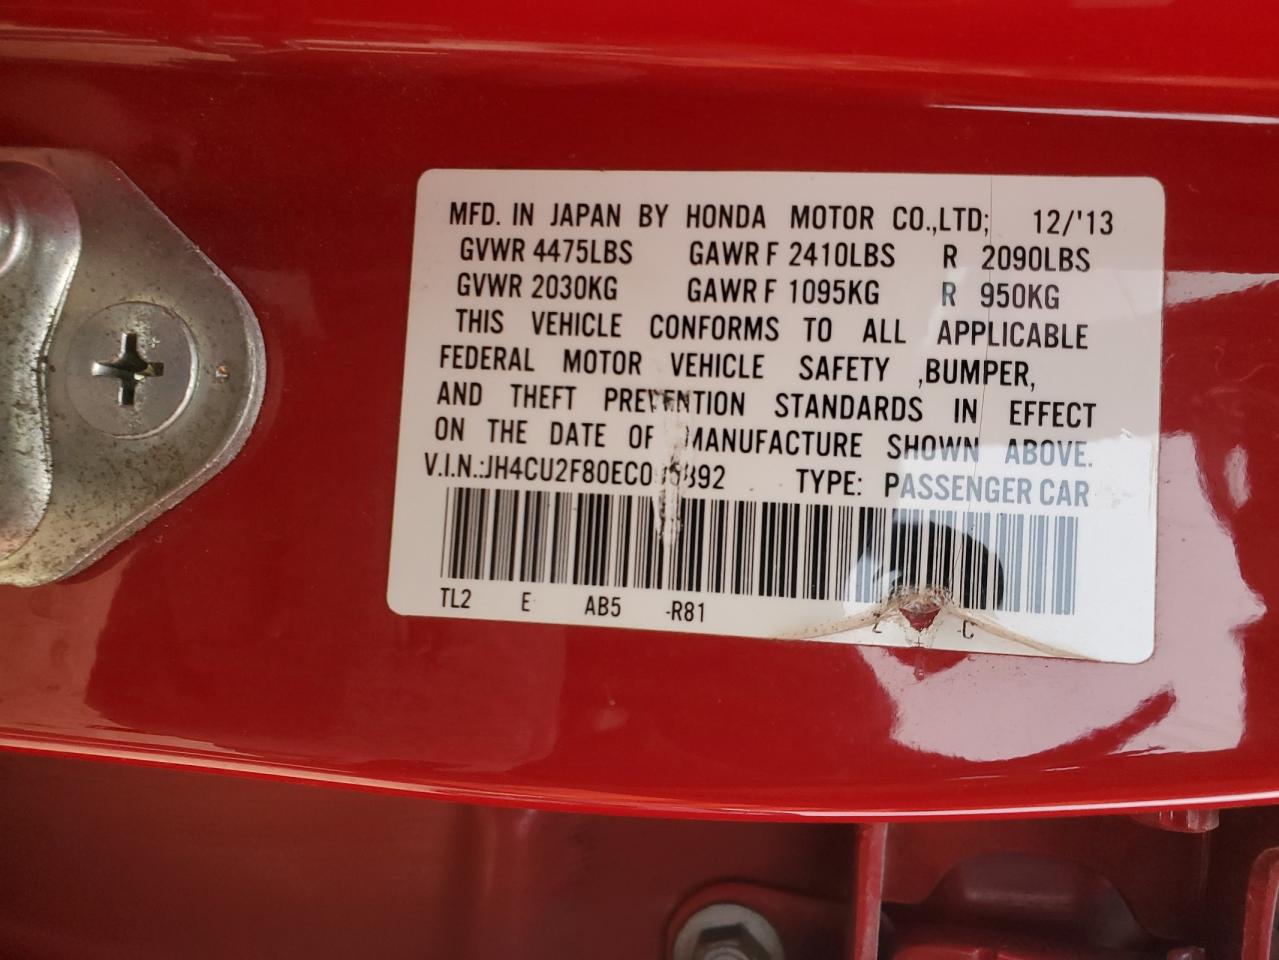 MFD. IN JAPAN BY HONDA MOTOR CO.,LTD; 12/'13
GVWR 4475LBS GAWR F 2410LBS R 2090LBS
GVWR 2030KG GAWR F 1095KG R 950KG
THIS VEHICLE CONFORMS TO ALL APPLICABLE
FEDERAL MOTOR VEHICLE SAFETY ,BUMPER,
AND THEFT PREVENTION STANDARDS IN EFFECT
ON THE DATE OF MANUFACTURE SHOWN ABOVE.
V.I.N.: TYPE: PASSENGER CAR
TL2 E AB5 -R81 -C